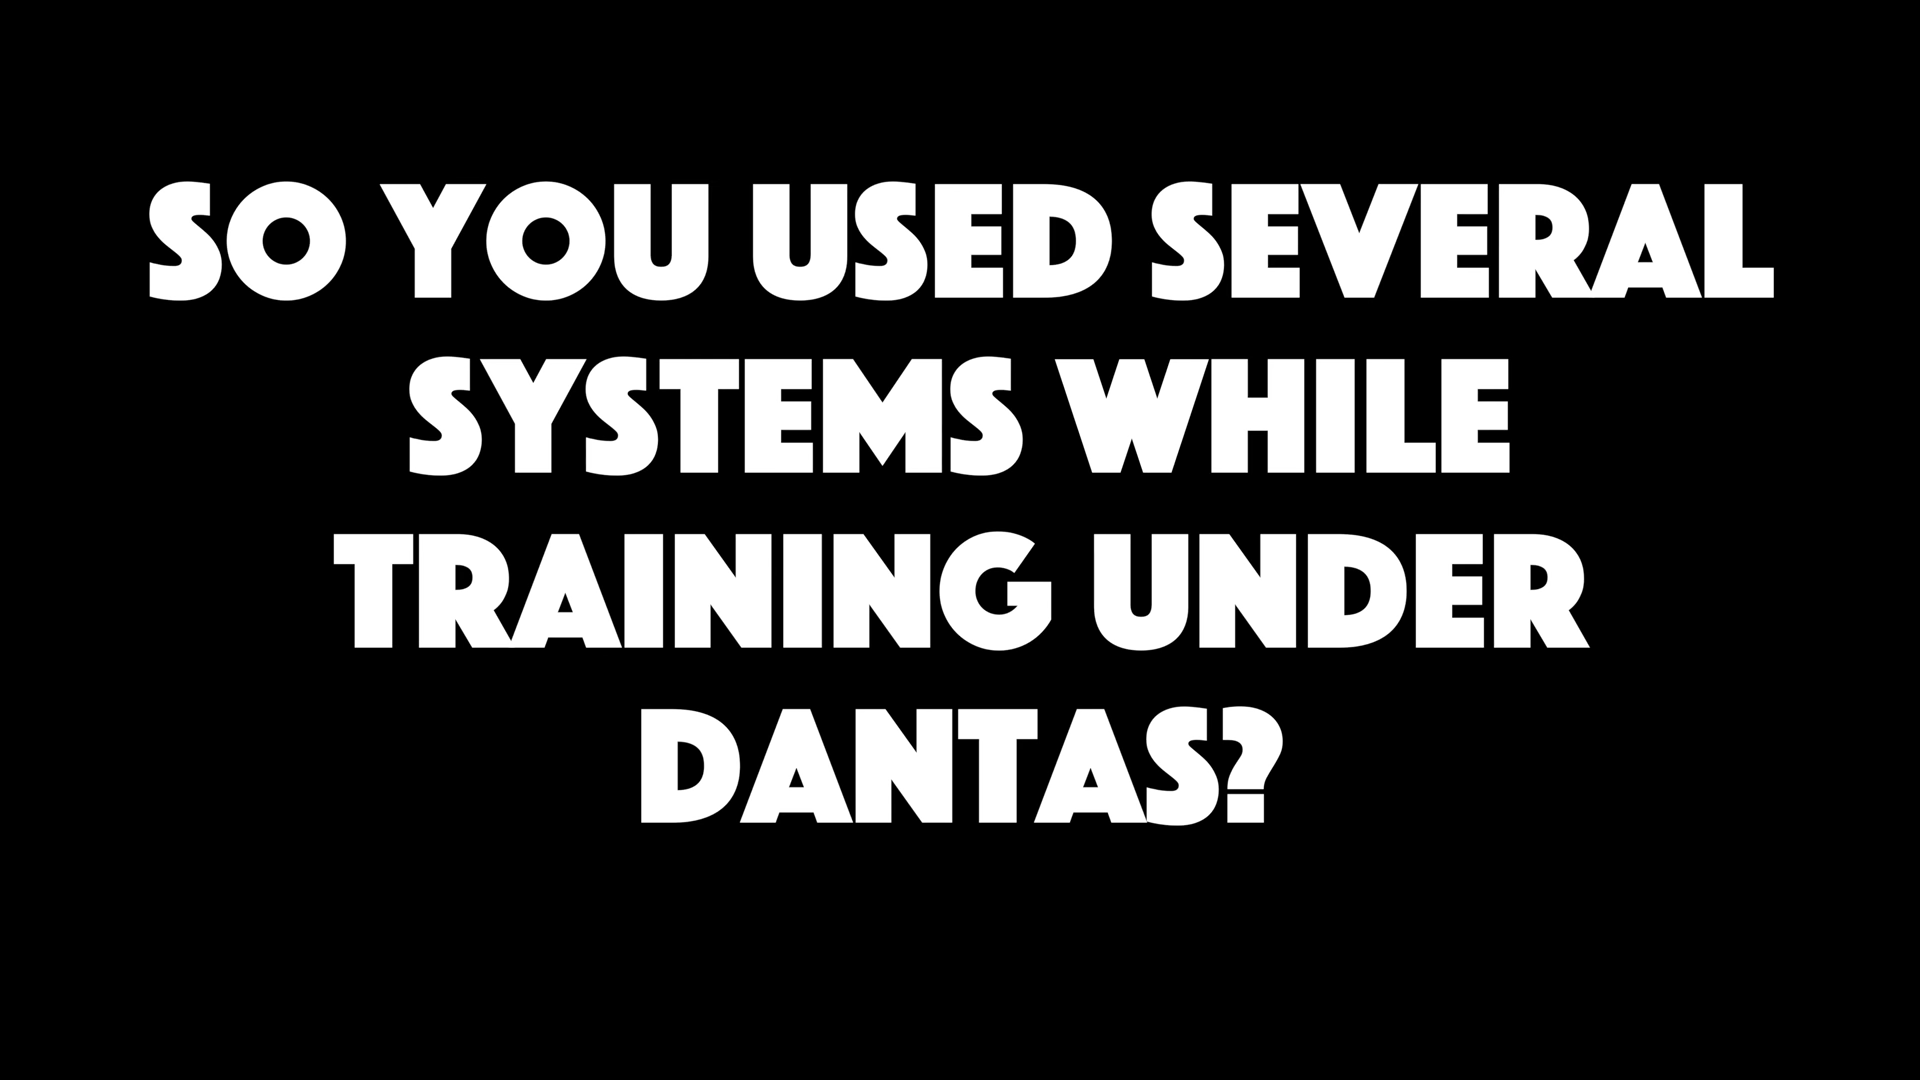 SO YOU USED SEVERAL
SYSTEMS WHILE
TRAINING UNDER
DANTAS?